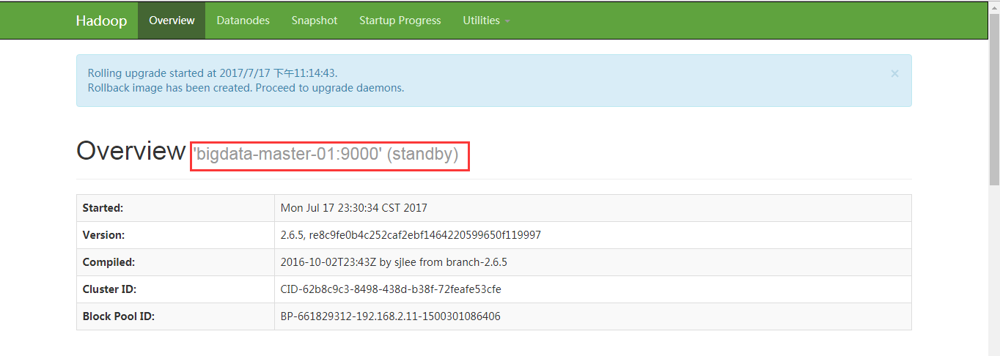 Hadoop Overview Datanodes Snapshot Startup Progress Utilities
Rolling upgrade started at 2017/7/17 下午11:14:43.
×
Rollback image has been created. Proceed to upgrade daemons.
Overview 'bigdata-master-01:9000' (standby)
Started: Mon Jul 17 23:30:34 CST 2017
Version: 2.6.5, re8c9fe0b4c252caf2ebf1464220599650f119997
Compiled: 2016-10-02T23:43Z by sjlee from branch-2.6.5
Cluster ID: CID-62b8c9c3-8498-438d-b38f-72feafe53cfe
Block Pool ID: BP-661829312-192.168.2.11-1500301086406